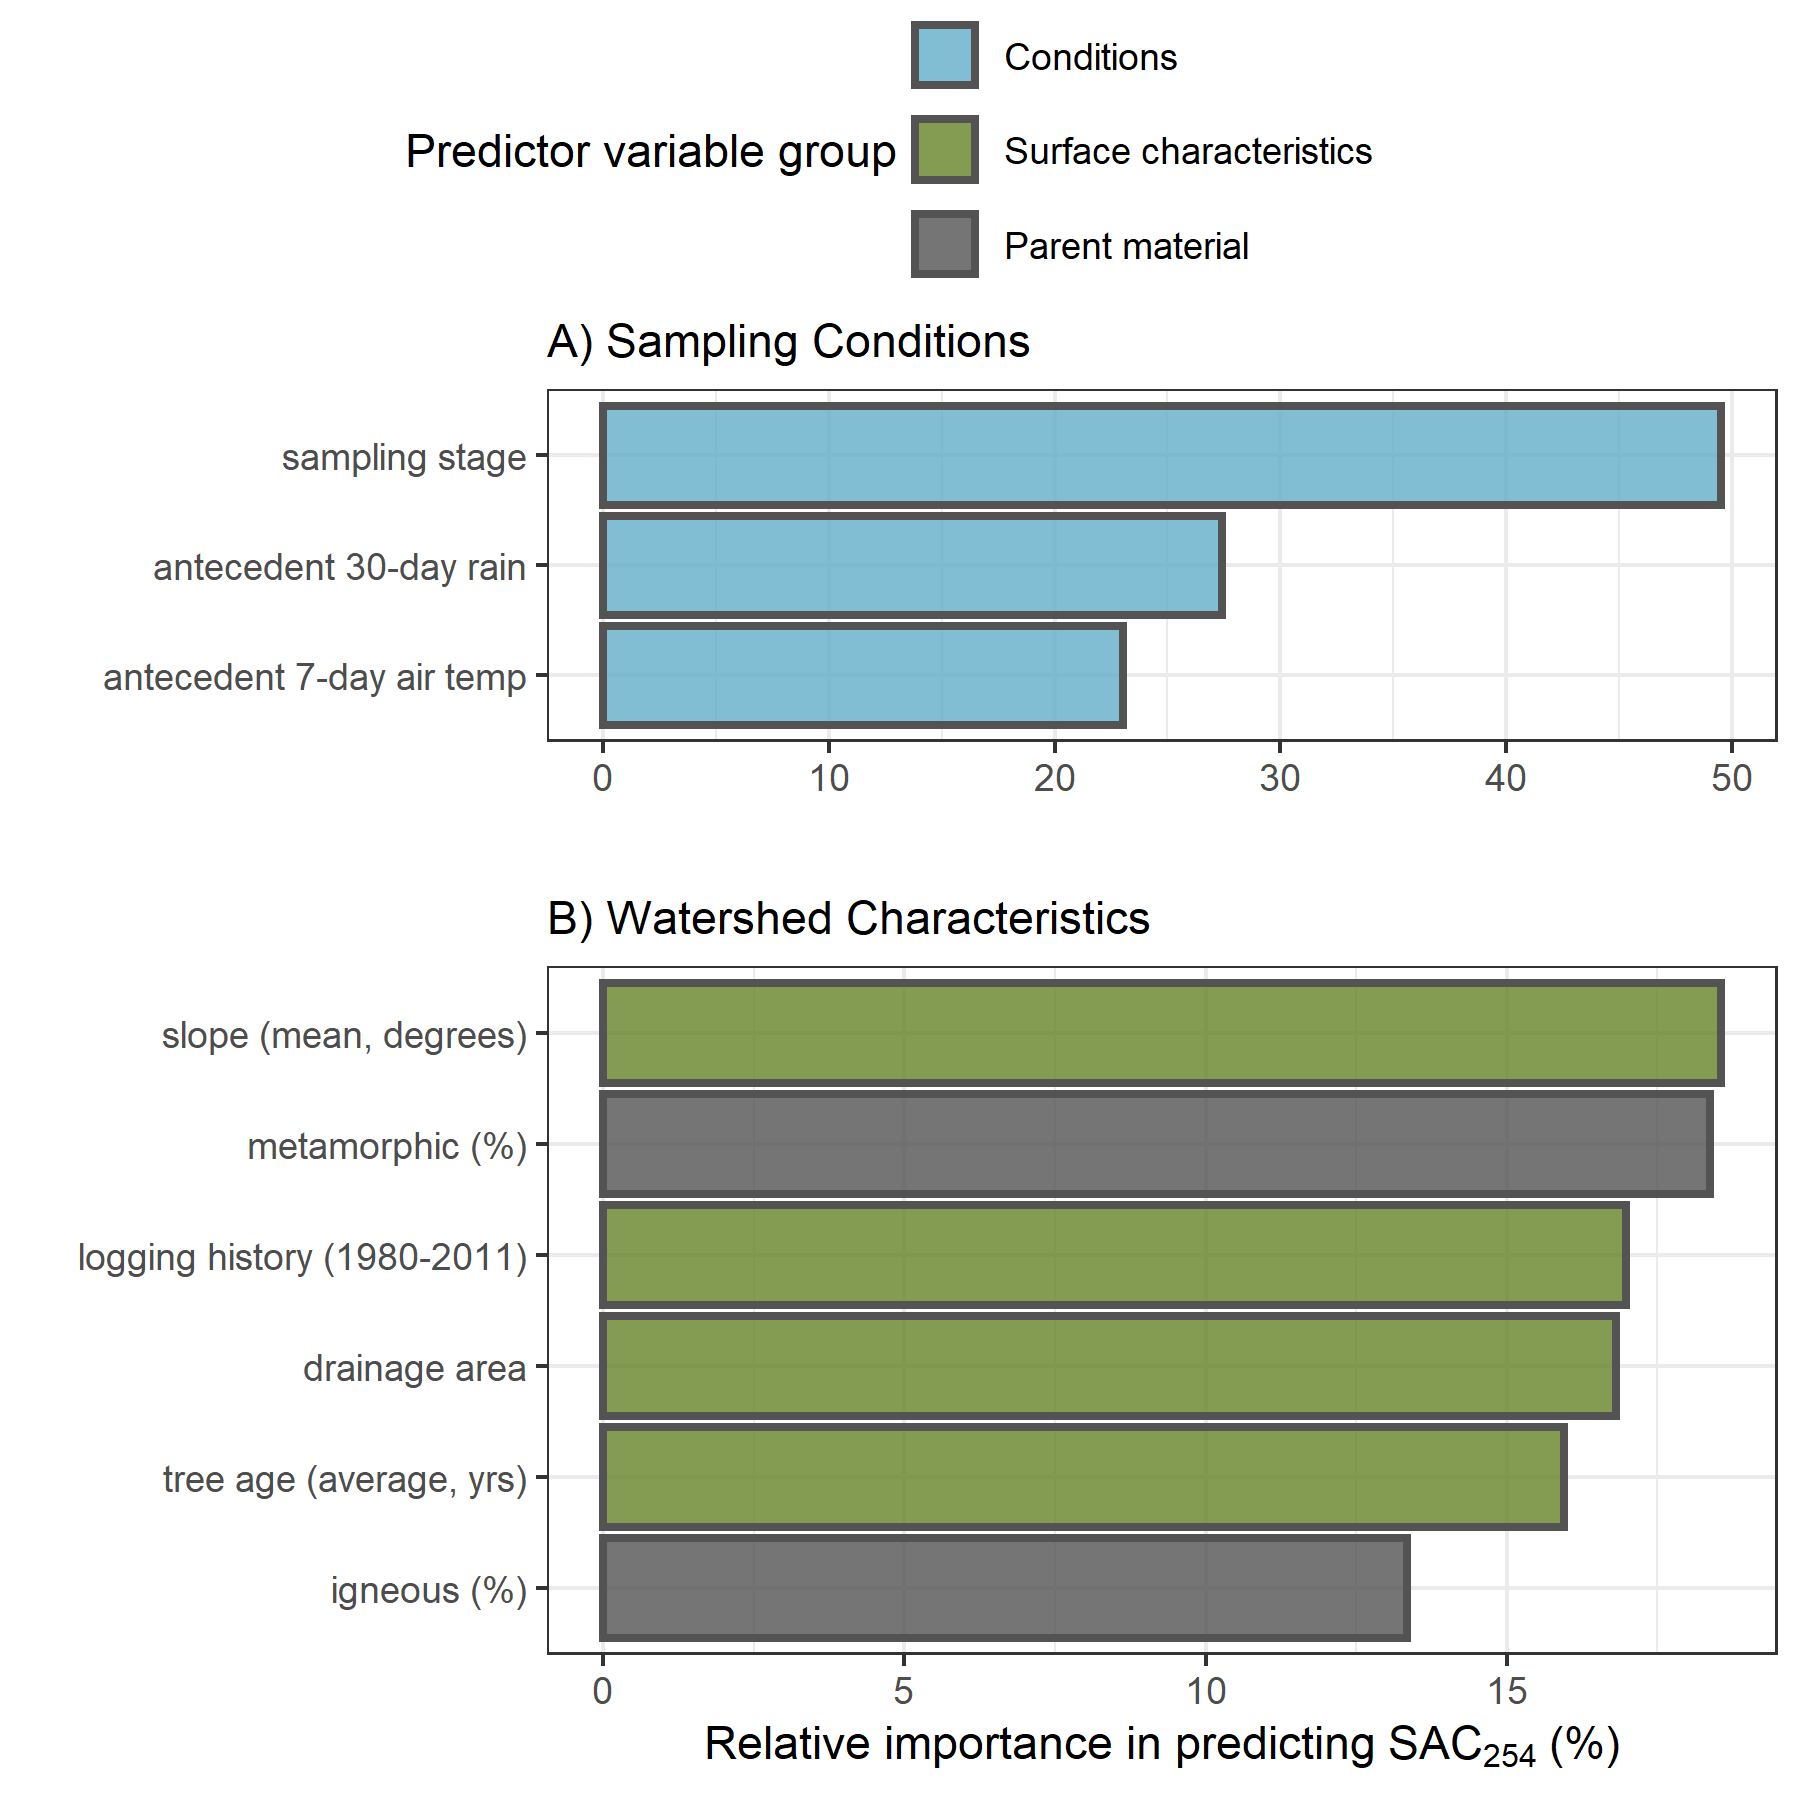 Conditions
Predictor variable group
Surface characteristics
Parent material
A) Sampling Conditions
sampling stage
antecedent 30-day rain
antecedent 7-day air temp
0 10 20 30 40 50
B) Watershed Characteristics
slope (mean, degrees)
metamorphic (%)
logging history (1980-2011)
drainage area
tree age (average, yrs)
igneous (%)
0 5 10 15
Relative importance in predicting SAC₂₅₄ (%)